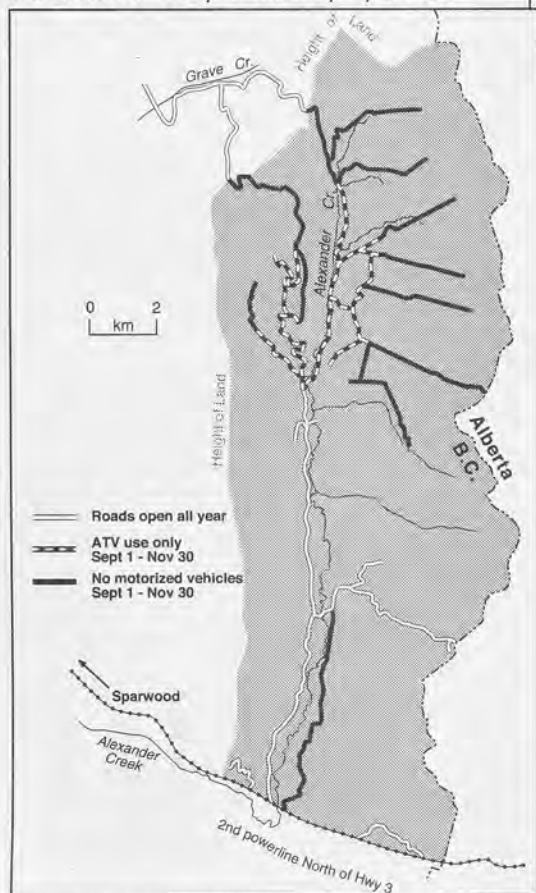 Height of Land
Grave Cr.
Alexander Cr.
0 2
km
Height of Land
Alberta
B.C.
Roads open all year
ATV use only
Sept 1 - Nov 30
No motorized vehicles
Sept 1 - Nov 30
Sparwood
Alexander
Creek
2nd powerline North of Hwy 3